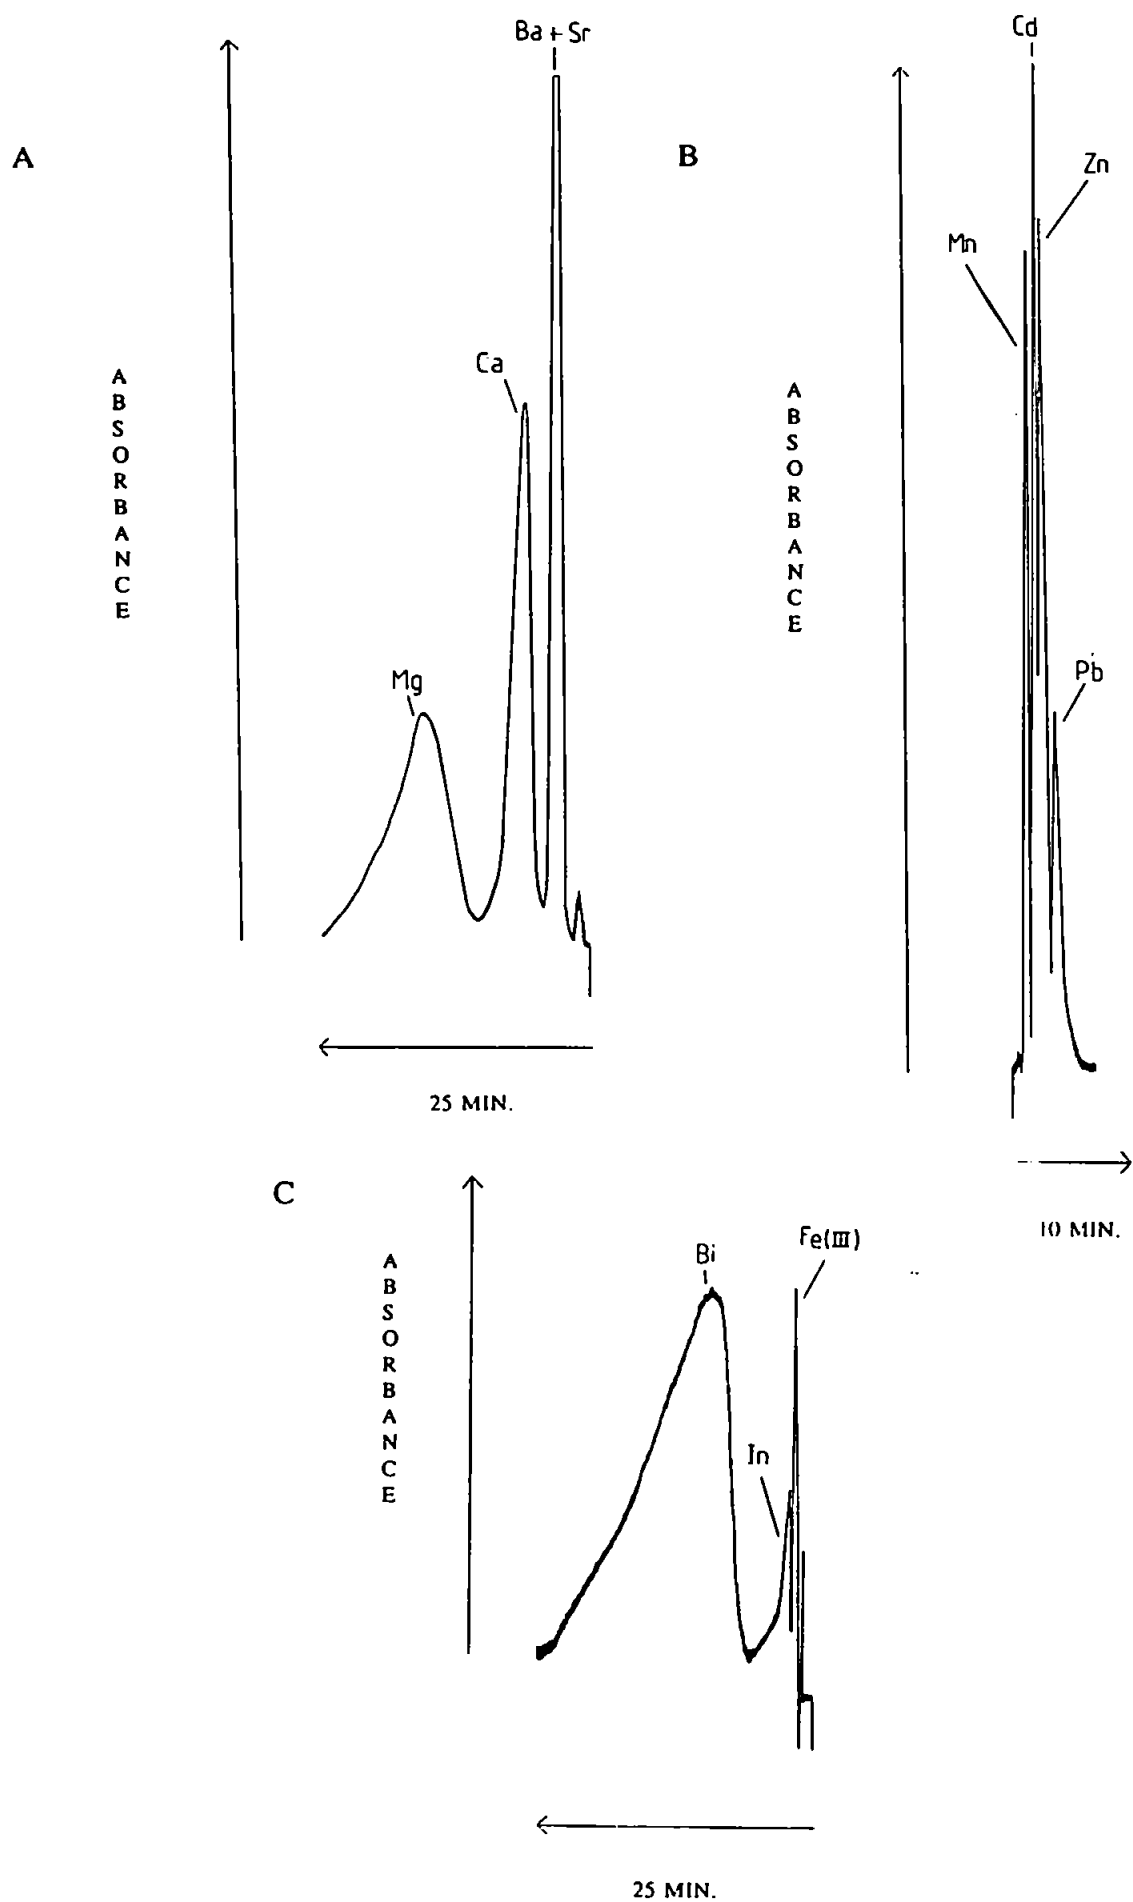 A
Ba + Sr
Ca
Mg
ABSORBANCE
25 MIN.
B
Cd
Zn
Mn
Pb
ABSORBANCE
10 MIN.
C
Bi
Fe(III)
In
ABSORBANCE
25 MIN.